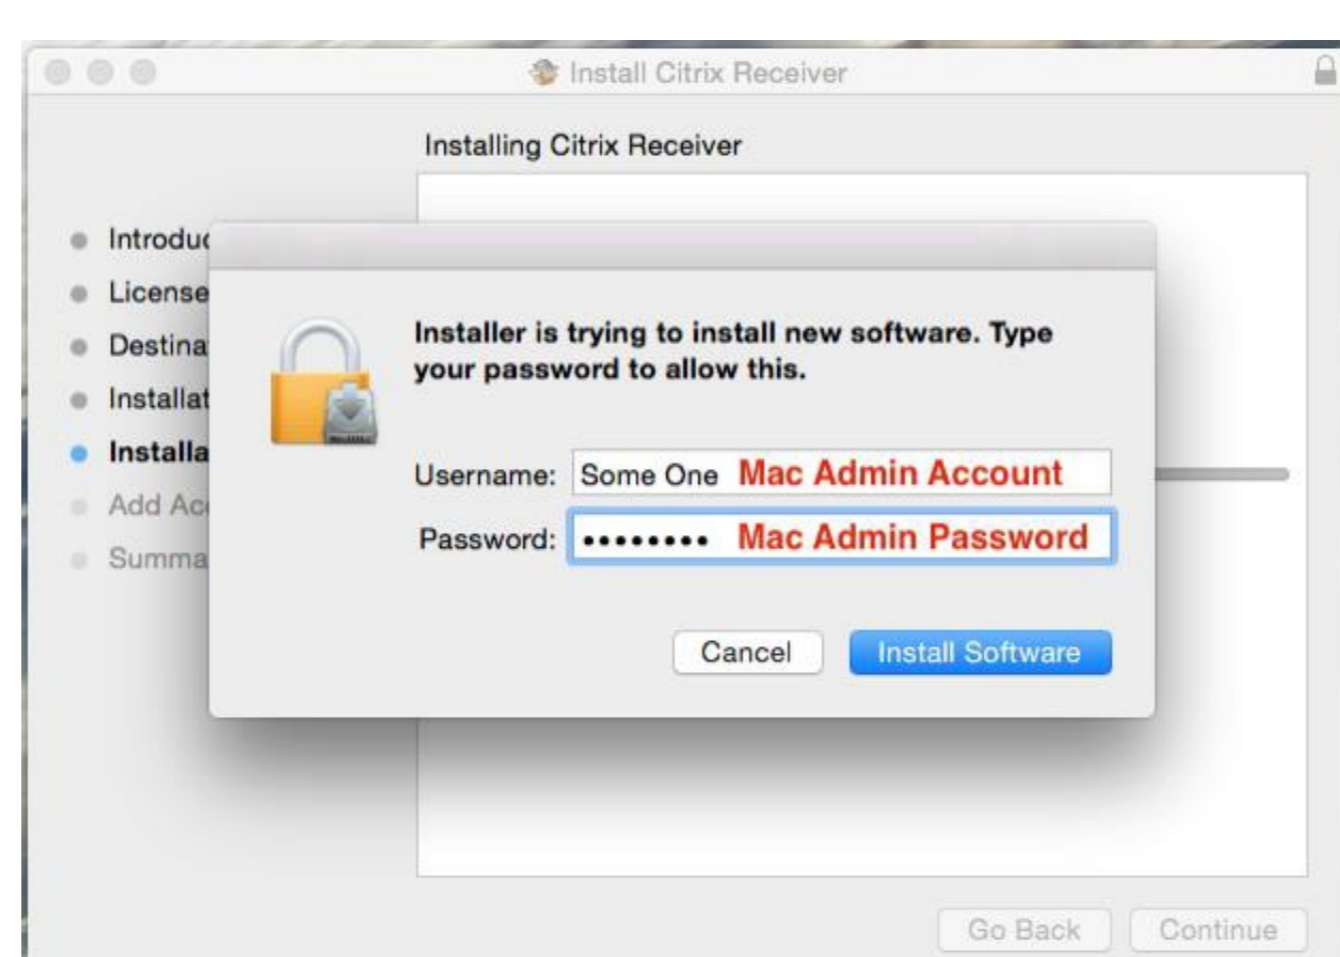 Install Citrix Receiver
Installing Citrix Receiver
Introduc
License
Destina
Installat
Installa
Add Ac
Summa
Installer is trying to install new software. Type
your password to allow this.
Username: Some One Mac Admin Account
Password: •••••••• Mac Admin Password
Cancel Install Software
Go Back Continue